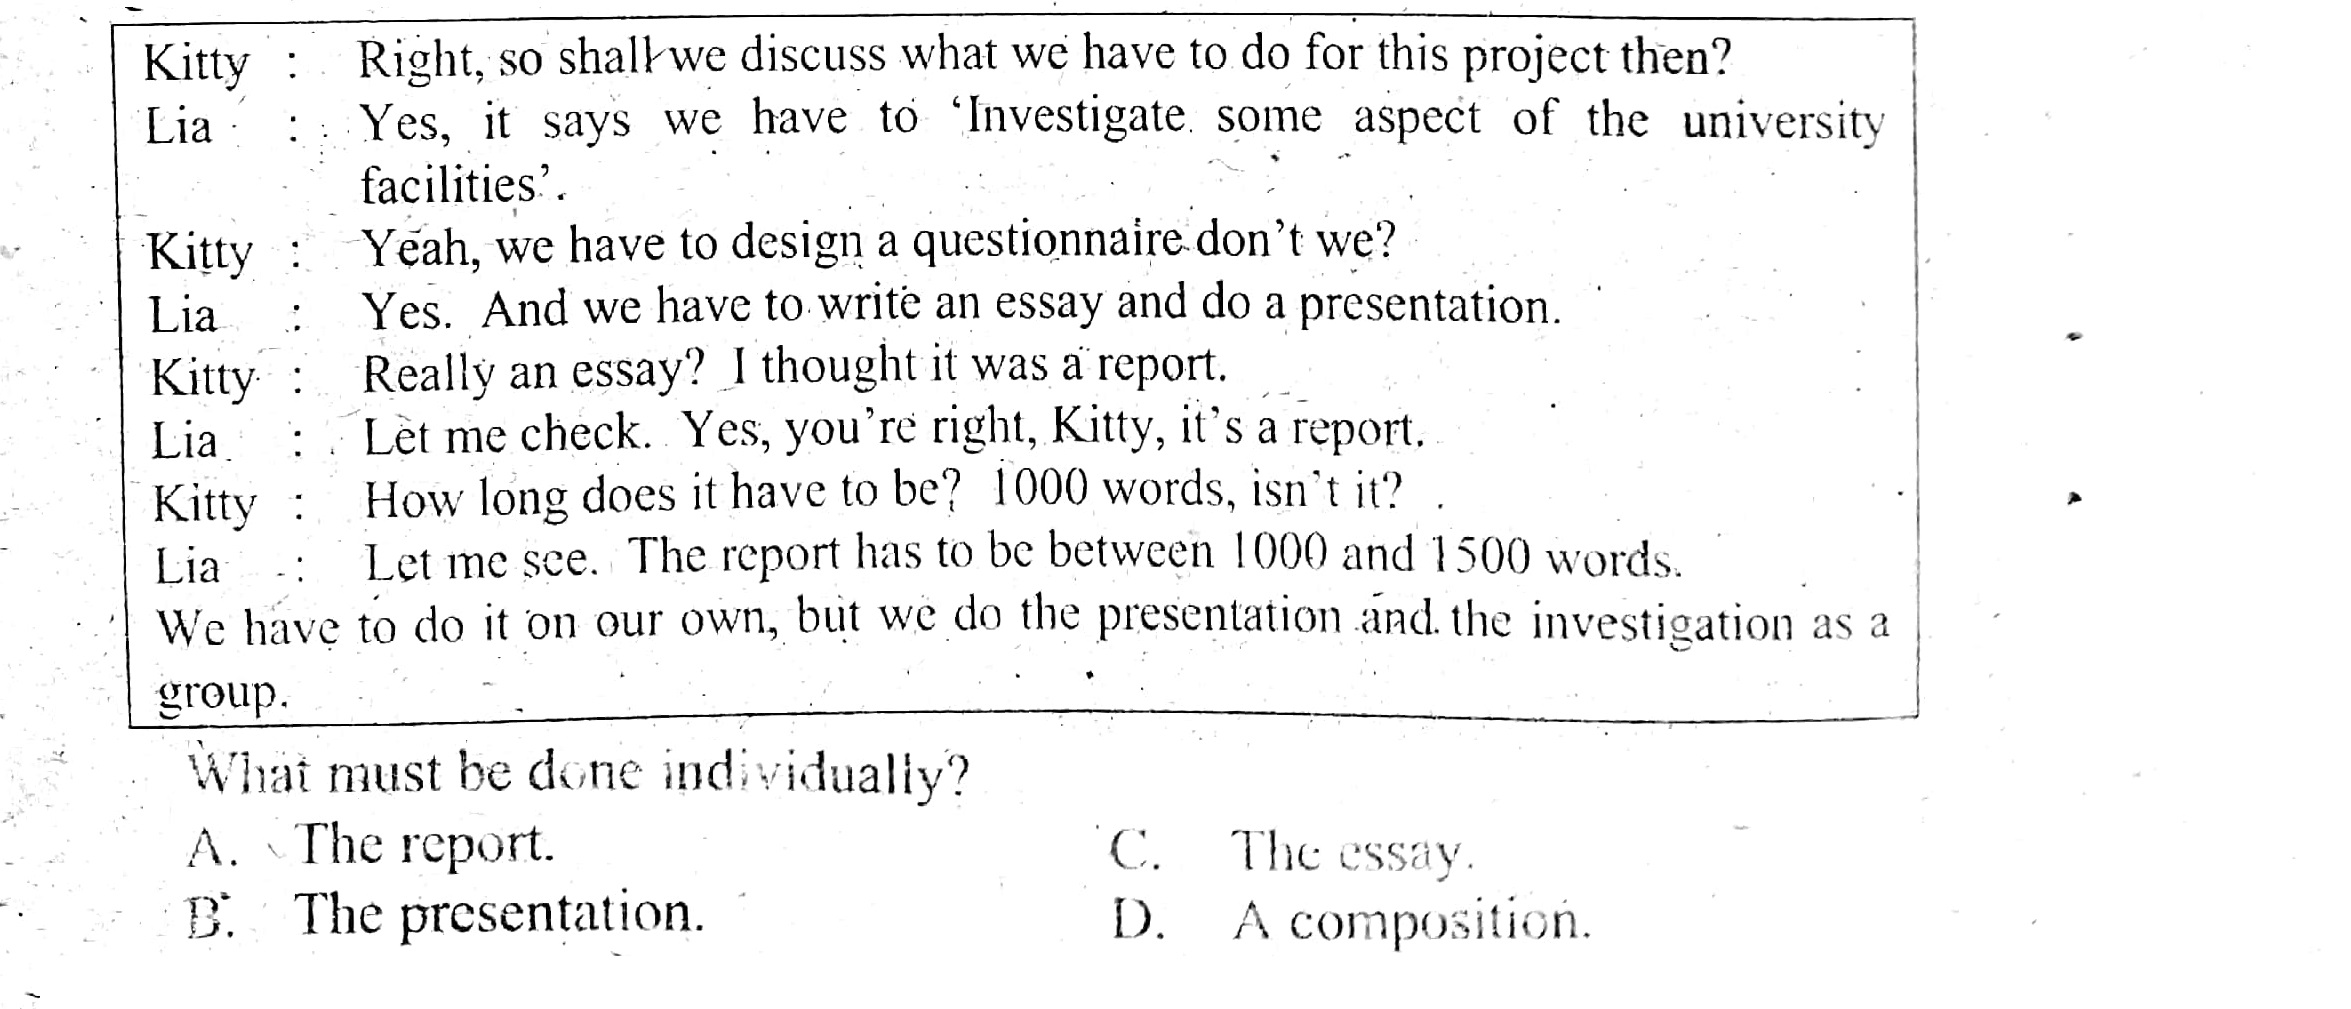 Kitty : Right, so shall we discuss what we have to do for this project then?
Lia : Yes, it says we have to ‘Investigate some aspect of the university
facilities’.
Kitty : Yeah, we have to design a questionnaire don’t we?
Lia : Yes. And we have to write an essay and do a presentation.
Kitty : Really an essay? I thought it was a report.
Lia : Let me check. Yes, you’re right, Kitty, it’s a report.
Kitty : How long does it have to be? 1000 words, isn’t it?
Lia : Let me see. The report has to be between 1000 and 1500 words.
We have to do it on our own, but we do the presentation and the investigation as a
group.
What must be done individually?
A. The report. C. The essay.
B. The presentation. D. A composition.